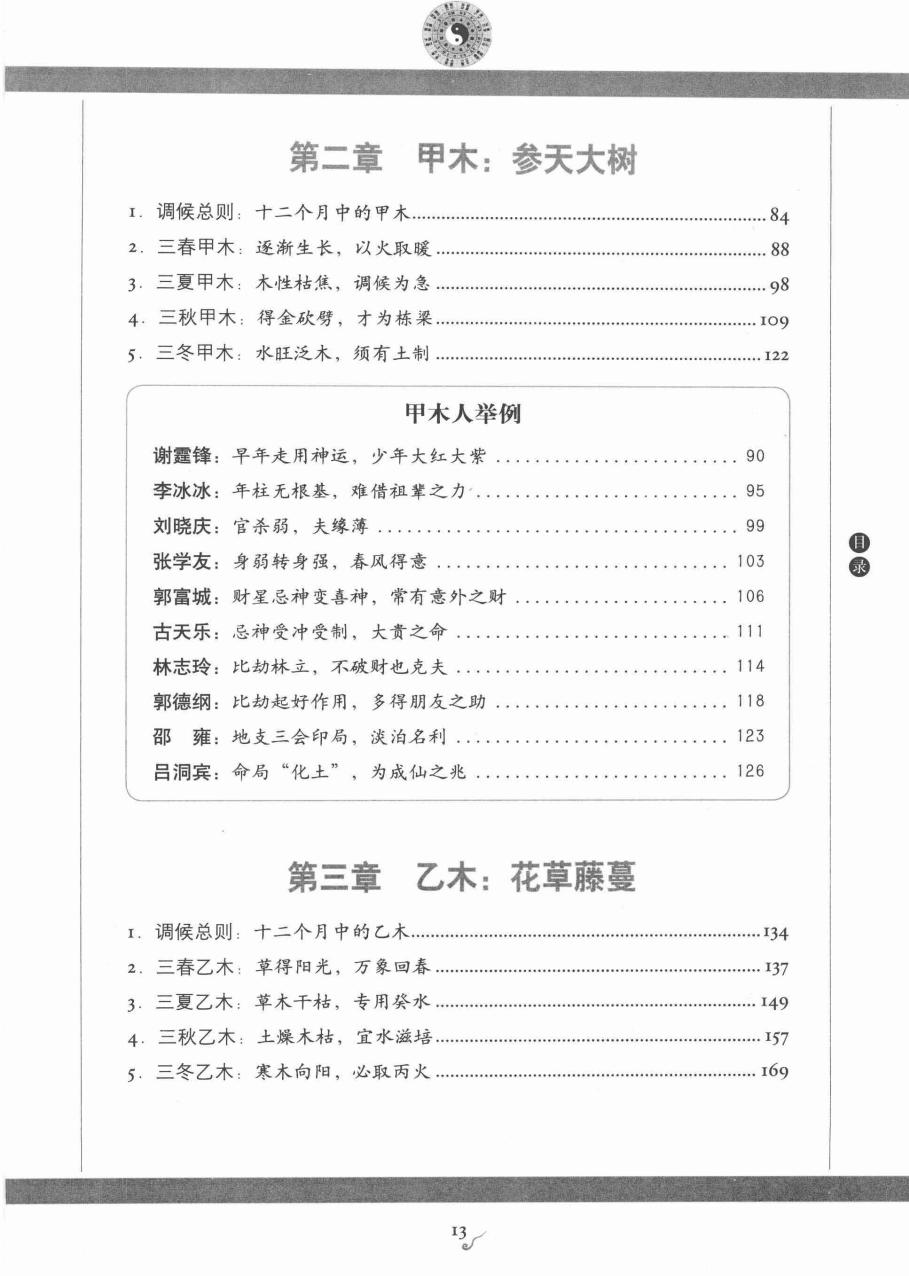 第二章 甲木：参天大树
1. 调候总则：十二个月中的甲木 84
2. 三春甲木：逐渐生长，以火取暖 88
3. 三夏甲木：木性枯焦，调候为急 98
4. 三秋甲木：得金砍劈，才为栋梁 109
5. 三冬甲木：水旺泛木，须有土制 122
甲木人举例
谢霆锋：早年走用神运，少年大红大紫 90
李冰冰：年柱无根基，难借祖辈之力 95
刘晓庆：官杀弱，夫缘薄 99
张学友：身弱转身强，春风得意 103
郭富城：财星忌神变喜神，常有意外之财 106
古天乐：忌神受冲受制，大贵之命 111
林志玲：比劫林立，不破财也克夫 114
郭德纲：比劫起好作用，多得朋友之助 118
邵　雍：地支三会印局，淡泊名利 123
吕洞宾：命局“化土”，为成仙之兆 126
目录
第三章 乙木：花草藤蔓
1. 调候总则：十二个月中的乙木 134
2. 三春乙木：草得阳光，万象回春 137
3. 三夏乙木：草木干枯，专用癸水 149
4. 三秋乙木：土燥木枯，宜水滋培 157
5. 三冬乙木：寒木向阳，必取丙火 169
13